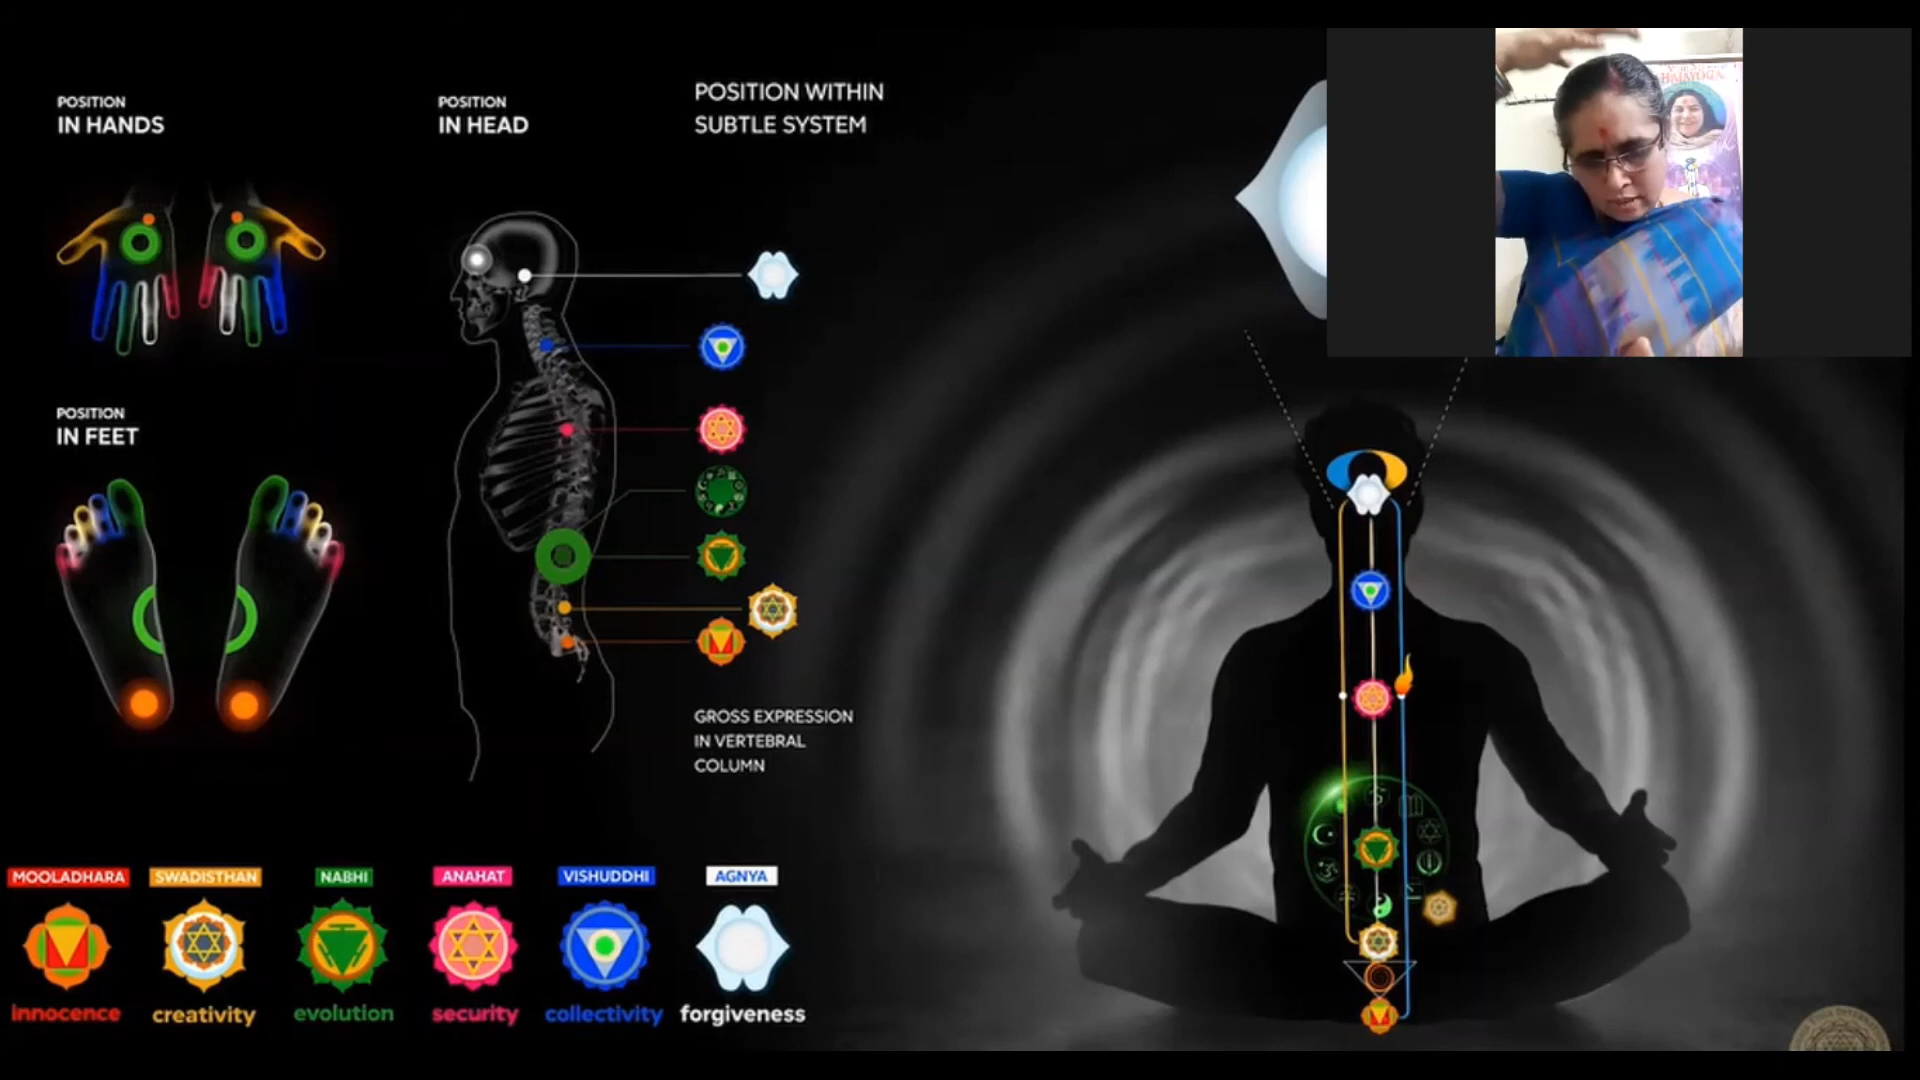 POSITION
IN HANDS
POSITION
IN HEAD
POSITION WITHIN
SUBTLE SYSTEM
POSITION
IN FEET
GROSS EXPRESSION
IN VERTEBRAL
COLUMN
MOOLADHARA
SWADISTHAN
NABHI
ANAHAT
VISHUDDHI
AGNYA
innocence
creativity
evolution
security
collectivity
forgiveness